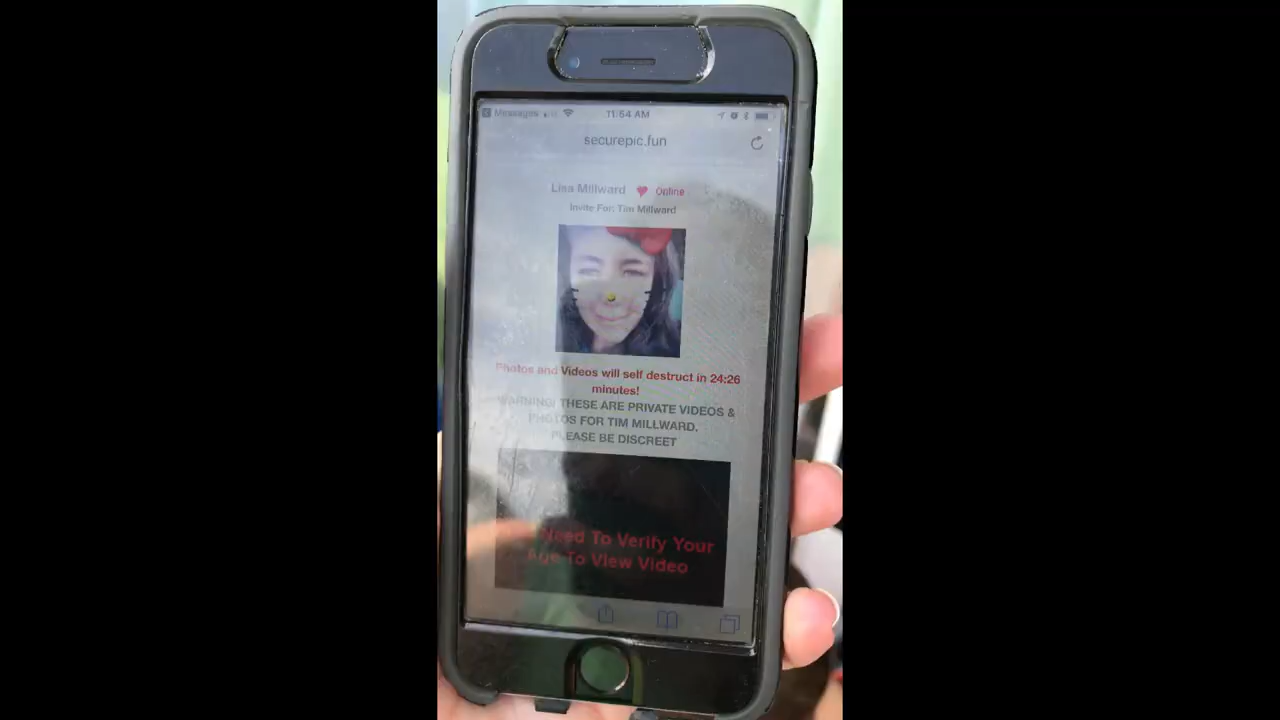 Messages
11:54 AM
securepic.fun
Lisa Millward Online
Invite For: Tim Millward
Photos and Videos will self destruct in 24:26
minutes!
WARNING! THESE ARE PRIVATE VIDEOS &
PHOTOS FOR TIM MILLWARD.
PLEASE BE DISCREET
Need To Verify Your
Age To View Video